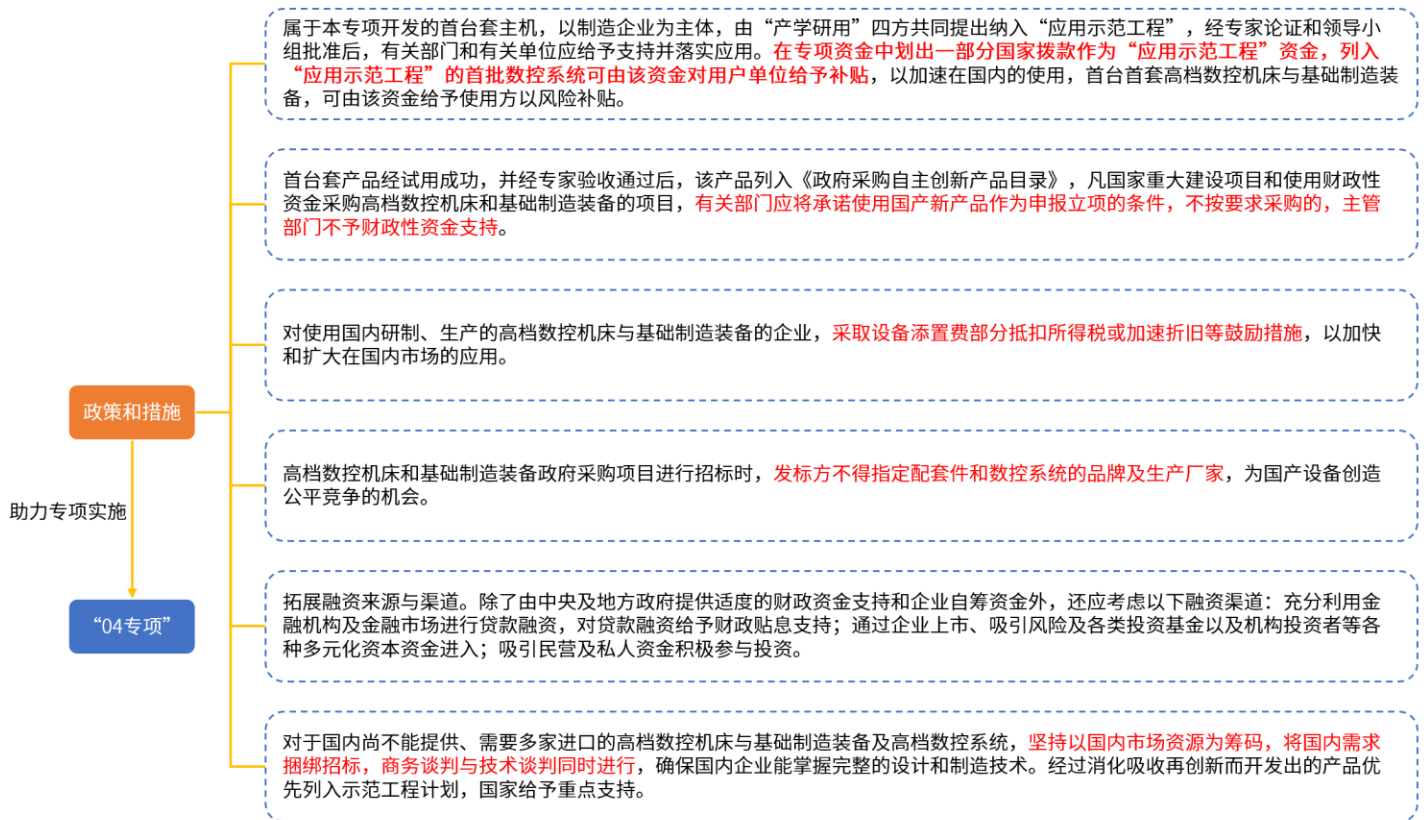 属于本专项开发的首台套主机，以制造企业为主体，由“产学研用”四方共同提出纳入“应用示范工程”，经专家论证和领导小
组批准后，有关部门和有关单位应给予支持并落实应用。在专项资金中划出一部分国家拨款作为“应用示范工程”资金，列入
“应用示范工程”的首批数控系统可由该资金对用户单位给予补贴，以加速在国内的使用，首台首套高档数控机床与基础制造装
备，可由该资金给予使用方以风险补贴。
首台套产品经试用成功，并经专家验收通过后，该产品列入《政府采购自主创新产品目录》，凡国家重大建设项目和使用财政性
资金采购高档数控机床和基础制造装备的项目，有关部门应将承诺使用国产新产品作为申报立项的条件，不按要求采购的，主管
部门不予财政性资金支持。
对使用国内研制、生产的高档数控机床与基础制造装备的企业，采取设备添置费部分抵扣所得税或加速折旧等鼓励措施，以加快
和扩大在国内市场的应用。
政策和措施
高档数控机床和基础制造装备政府采购项目进行招标时，发标方不得指定配套件和数控系统的品牌及生产厂家，为国产设备创造
公平竞争的机会。
助力专项实施
“04专项”
拓展融资来源与渠道。除了由中央及地方政府提供适度的财政资金支持和企业自筹资金外，还应考虑以下融资渠道：充分利用金
融机构及金融市场进行贷款融资，对贷款融资给予财政贴息支持；通过企业上市、吸引风险及各类投资基金以及机构投资者等各
种多元化资本资金进入；吸引民营及私人资金积极参与投资。
对于国内尚不能提供、需要多家进口的高档数控机床与基础制造装备及高档数控系统，坚持以国内市场资源为筹码，将国内需求
捆绑招标，商务谈判与技术谈判同时进行，确保国内企业能掌握完整的设计和制造技术。经过消化吸收再创新而开发出的产品优
先列入示范工程计划，国家给予重点支持。